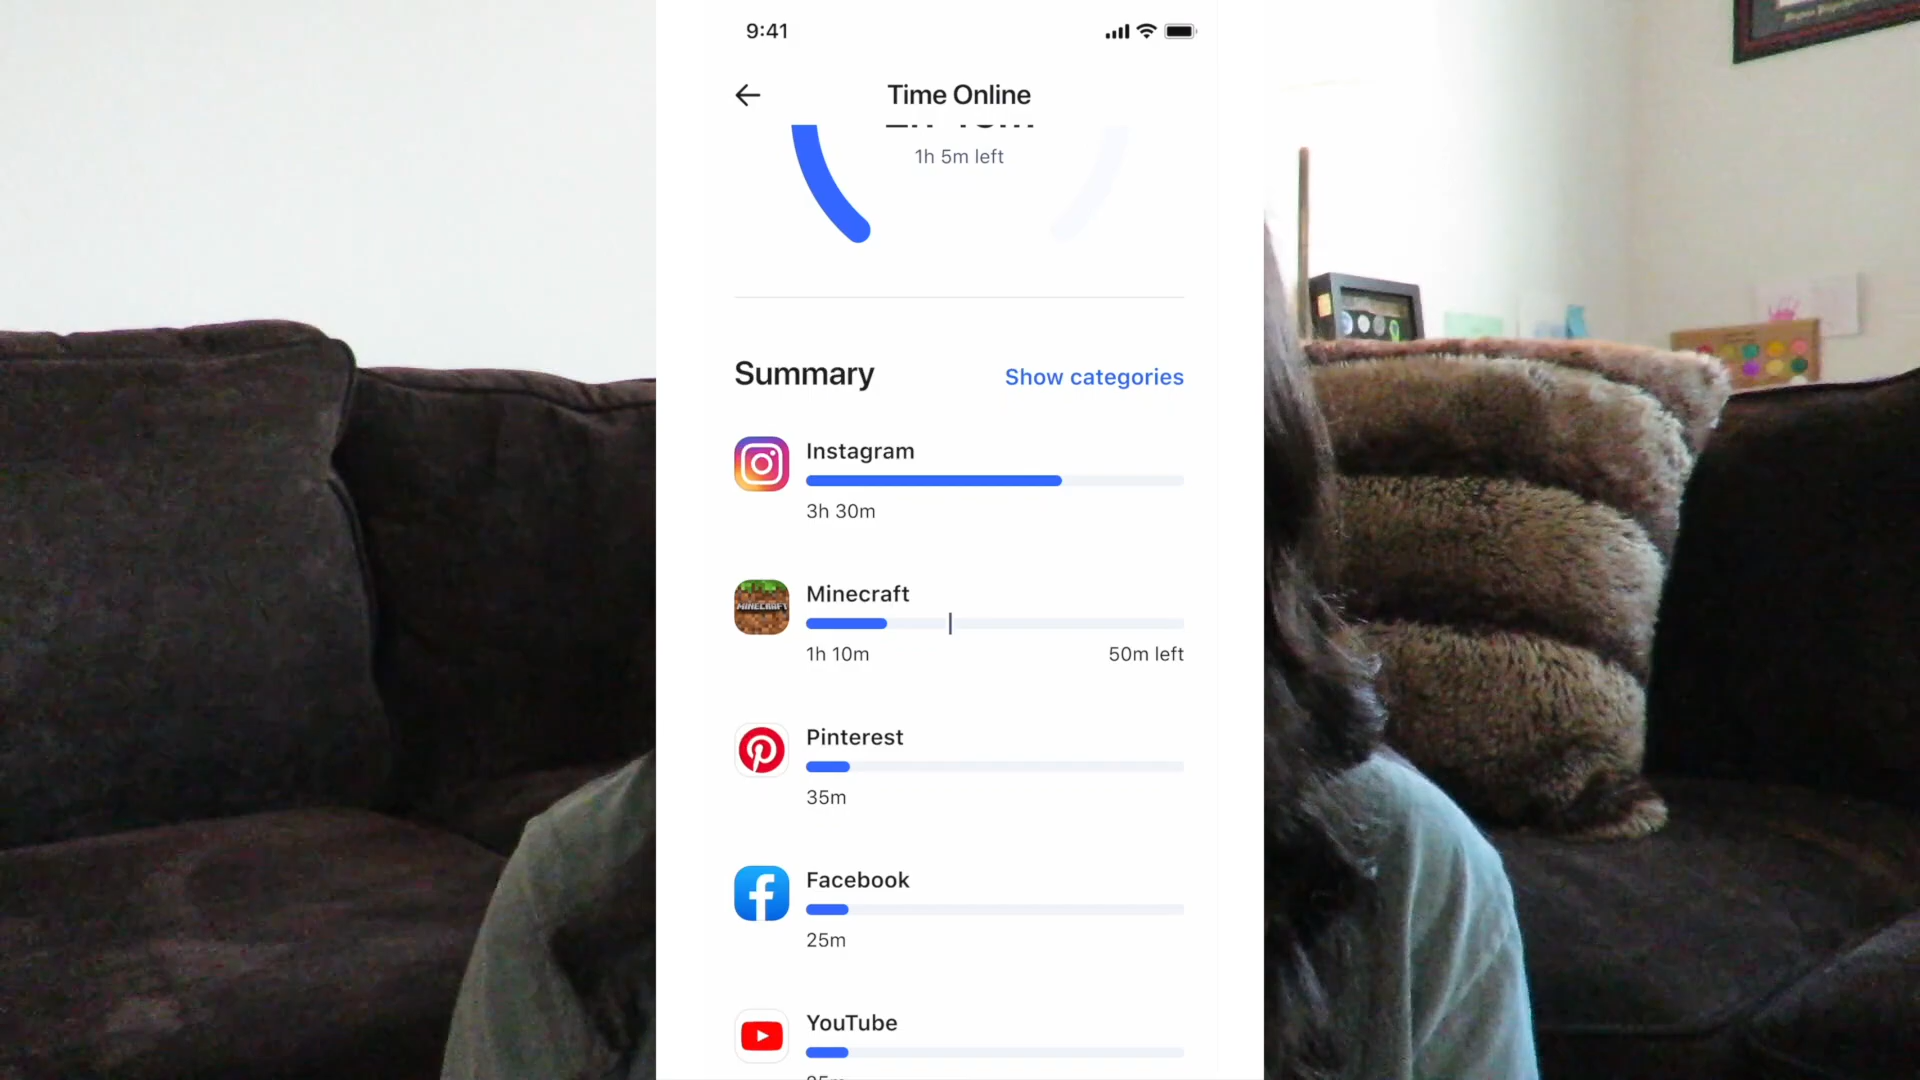 9:41
Time Online
1h 5m left
Summary
Show categories
Instagram
3h 30m
Minecraft
MINECRAFT
1h 10m
50m left
Pinterest
35m
Facebook
25m
YouTube